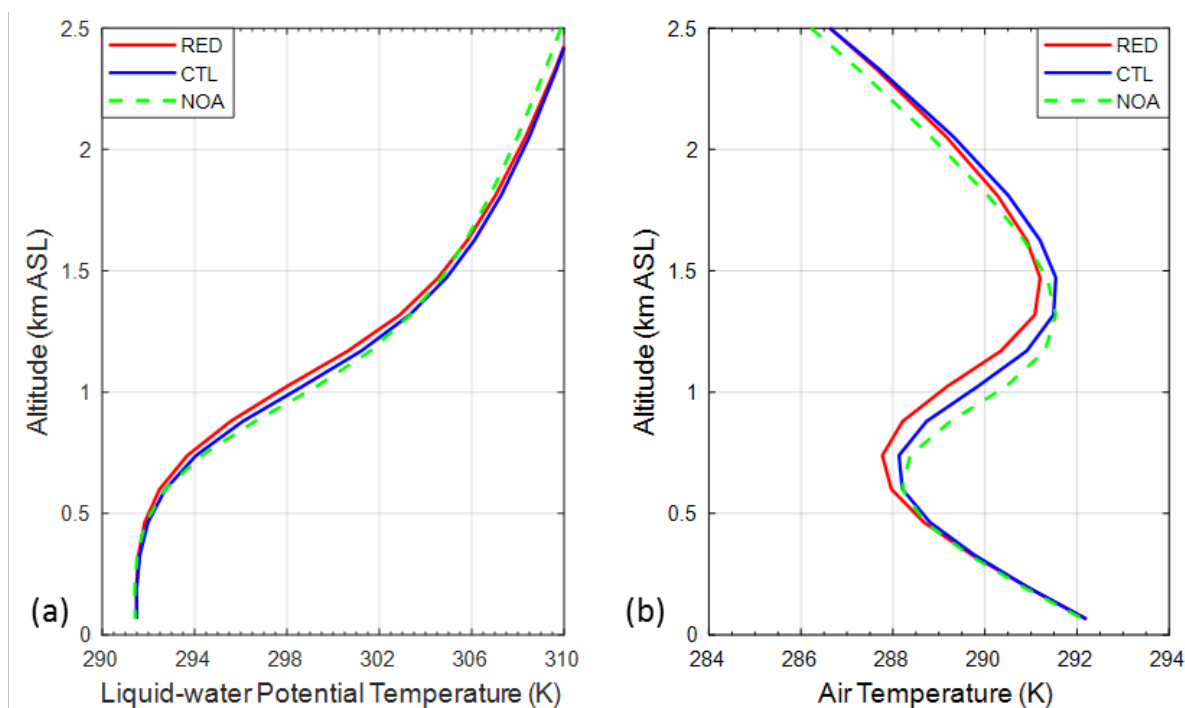 2.5
2
1.5
1
0.5
0
Altitude (km ASL)
RED
CTL
NOA
(a)
290
294
298
302
306
310
Liquid-water Potential Temperature (K)
2.5
2
1.5
1
0.5
0
Altitude (km ASL)
RED
CTL
NOA
(b)
284
286
288
290
292
294
Air Temperature (K)